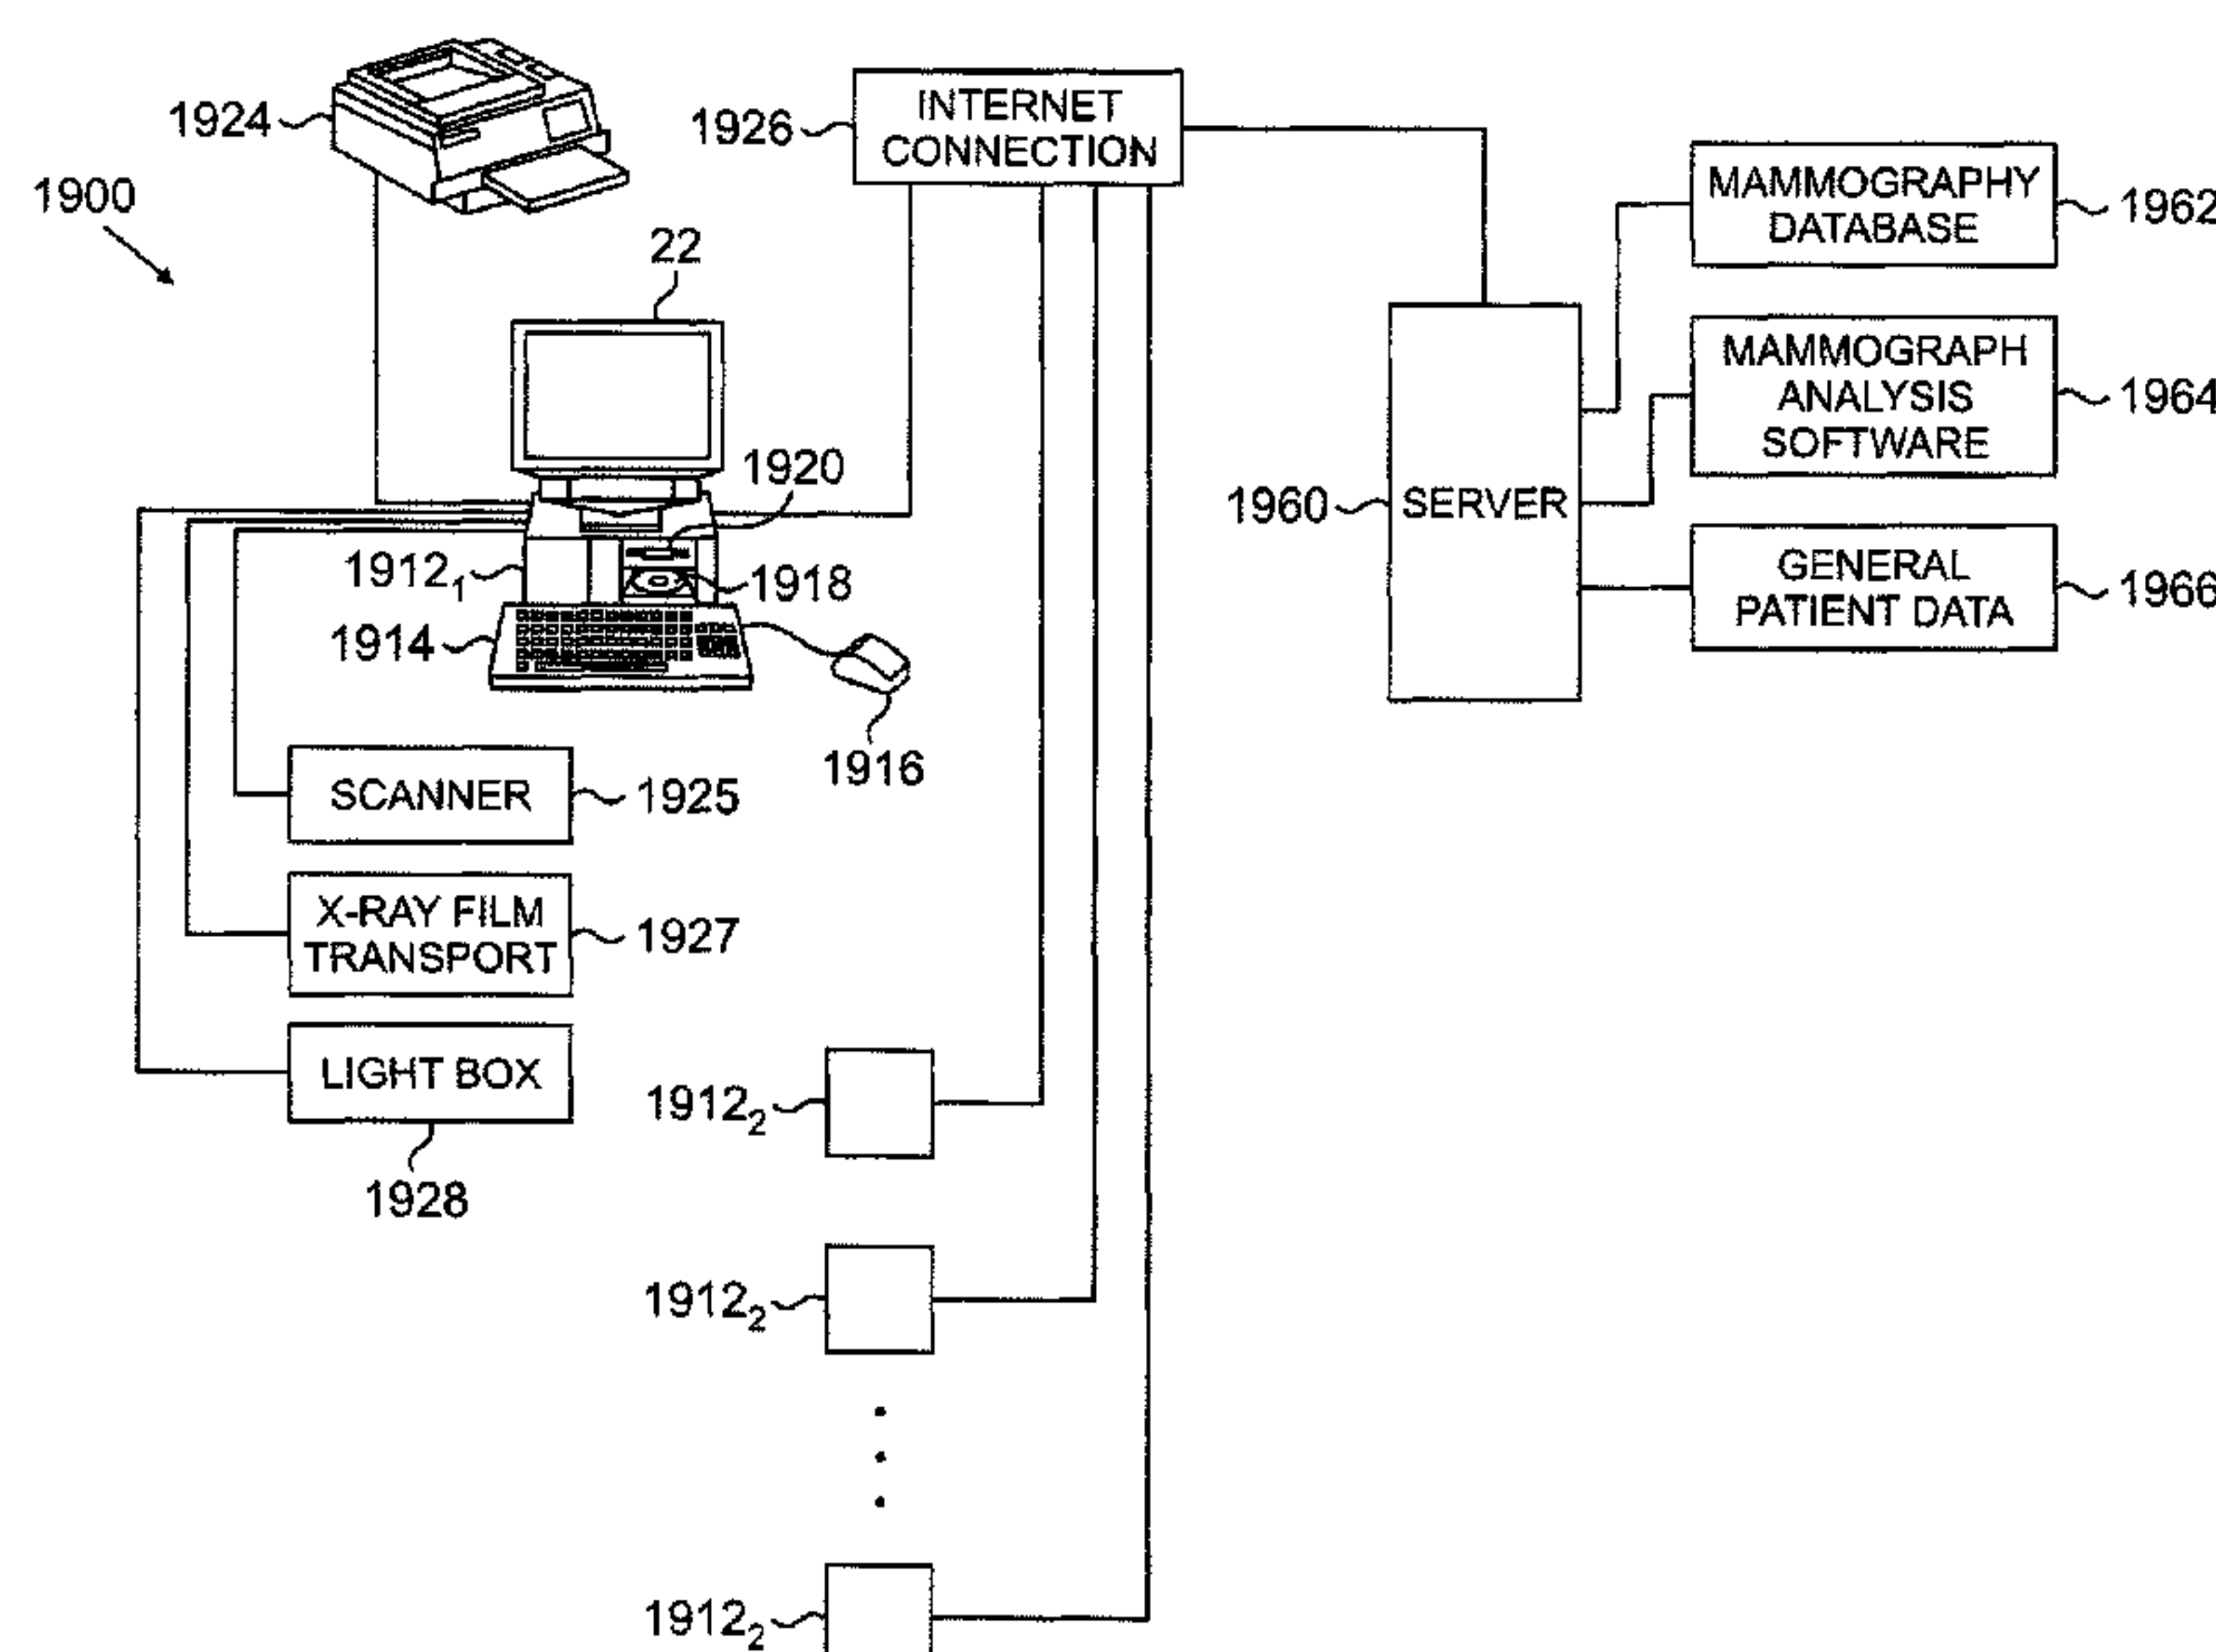 1924
1926
INTERNET
CONNECTION
1900
MAMMOGRAPHY
DATABASE
1962
22
MAMMOGRAPH
ANALYSIS
SOFTWARE
1964
1920
1960
SERVER
1912₁
1918
GENERAL
PATIENT DATA
1966
1914
1916
SCANNER
1925
X-RAY FILM
TRANSPORT
1927
LIGHT BOX
1928
1912₂
1912₂
1912₂